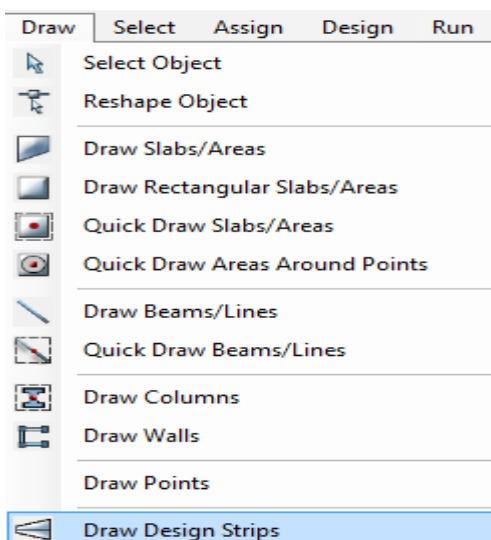 Draw Select Assign Design Run
Select Object
Reshape Object
Draw Slabs/Areas
Draw Rectangular Slabs/Areas
Quick Draw Slabs/Areas
Quick Draw Areas Around Points
Draw Beams/Lines
Quick Draw Beams/Lines
Draw Columns
Draw Walls
Draw Points
Draw Design Strips